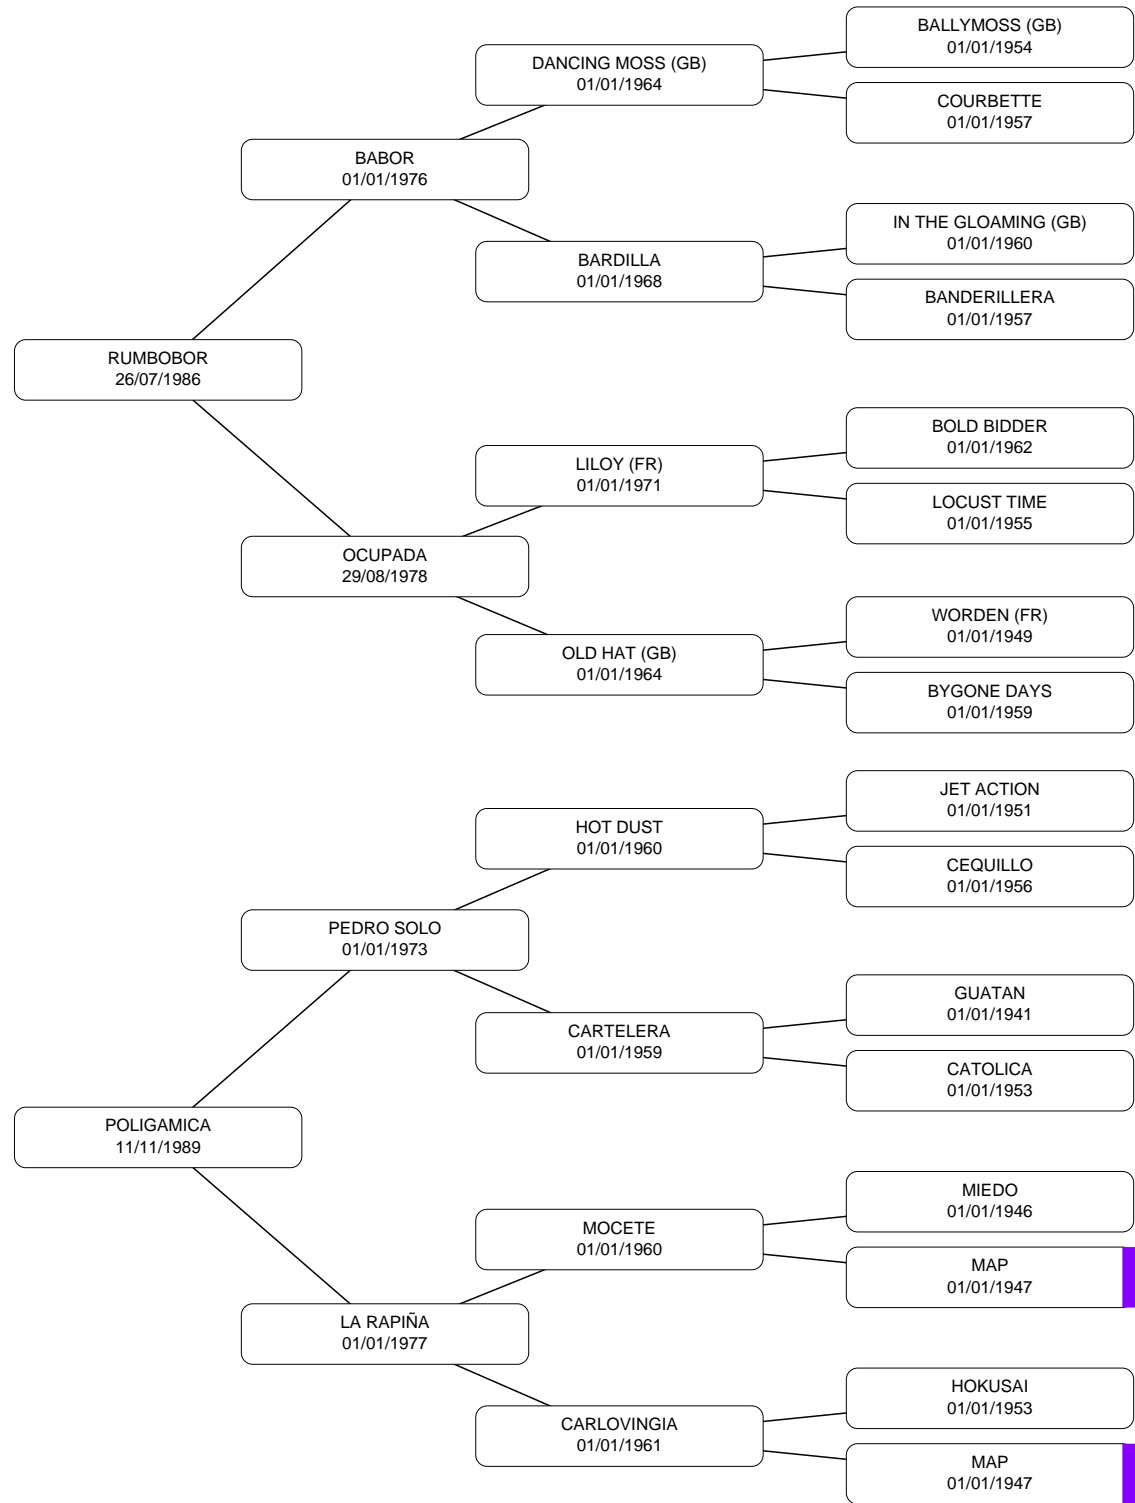 BALLYMOSS (GB)
01/01/1954
DANCING MOSS (GB)
01/01/1964
COURBETTE
01/01/1957
BABOR
01/01/1976
IN THE GLOAMING (GB)
01/01/1960
BARDILLA
01/01/1968
BANDERILLERA
01/01/1957
RUMBOBOR
26/07/1986
BOLD BIDDER
01/01/1962
LILOY (FR)
01/01/1971
LOCUST TIME
01/01/1955
OCUPADA
29/08/1978
WORDEN (FR)
01/01/1949
OLD HAT (GB)
01/01/1964
BYGONE DAYS
01/01/1959
JET ACTION
01/01/1951
HOT DUST
01/01/1960
CEQUILLO
01/01/1956
PEDRO SOLO
01/01/1973
GUATAN
01/01/1941
CARTELERA
01/01/1959
CATOLICA
01/01/1953
POLIGAMICA
11/11/1989
MIEDO
01/01/1946
MOCETE
01/01/1960
MAP
01/01/1947
LA RAPIÑA
01/01/1977
HOKUSAI
01/01/1953
CARLOVINGIA
01/01/1961
MAP
01/01/1947